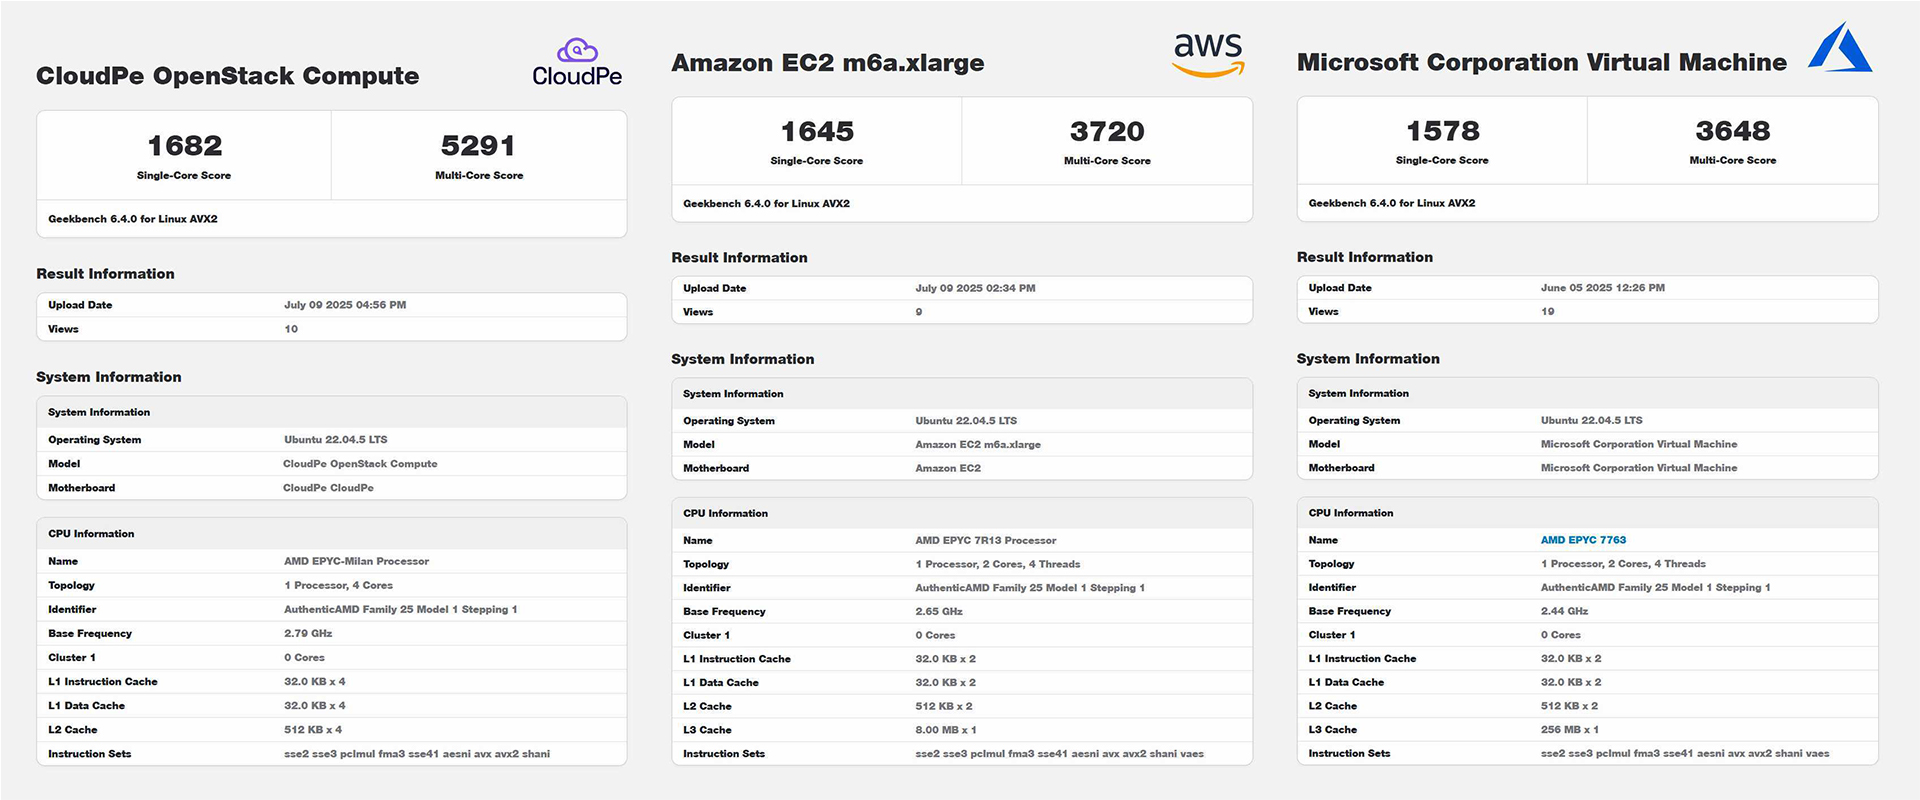 CloudPe OpenStack Compute
CloudPe
1682
Single-Core Score
5291
Multi-Core Score
Geekbench 6.4.0 for Linux AVX2
Result Information
Upload Date July 09 2025 04:56 PM
Views 10
System Information
System Information
Operating System Ubuntu 22.04.5 LTS
Model CloudPe OpenStack Compute
Motherboard CloudPe CloudPe
CPU Information
Name AMD EPYC-Milan Processor
Topology 1 Processor, 4 Cores
Identifier AuthenticAMD Family 25 Model 1 Stepping 1
Base Frequency 2.79 GHz
Cluster 1 0 Cores
L1 Instruction Cache 32.0 KB x 4
L1 Data Cache 32.0 KB x 4
L2 Cache 512 KB x 4
Instruction Sets sse2 sse3 pclmul fma3 sse41 aesni avx avx2 shani
Amazon EC2 m6a.xlarge
aws
1645
Single-Core Score
3720
Multi-Core Score
Geekbench 6.4.0 for Linux AVX2
Result Information
Upload Date July 09 2025 02:34 PM
Views 9
System Information
System Information
Operating System Ubuntu 22.04.5 LTS
Model Amazon EC2 m6a.xlarge
Motherboard Amazon EC2
CPU Information
Name AMD EPYC 7R13 Processor
Topology 1 Processor, 2 Cores, 4 Threads
Identifier AuthenticAMD Family 25 Model 1 Stepping 1
Base Frequency 2.65 GHz
Cluster 1 0 Cores
L1 Instruction Cache 32.0 KB x 2
L1 Data Cache 32.0 KB x 2
L2 Cache 512 KB x 2
L3 Cache 8.00 MB x 1
Instruction Sets sse2 sse3 pclmul fma3 sse41 aesni avx avx2 shani vaes
Microsoft Corporation Virtual Machine
1578
Single-Core Score
3648
Multi-Core Score
Geekbench 6.4.0 for Linux AVX2
Result Information
Upload Date June 05 2025 12:26 PM
Views 19
System Information
System Information
Operating System Ubuntu 22.04.5 LTS
Model Microsoft Corporation Virtual Machine
Motherboard Microsoft Corporation Virtual Machine
CPU Information
Name AMD EPYC 7763
Topology 1 Processor, 2 Cores, 4 Threads
Identifier AuthenticAMD Family 25 Model 1 Stepping 1
Base Frequency 2.44 GHz
Cluster 1 0 Cores
L1 Instruction Cache 32.0 KB x 2
L1 Data Cache 32.0 KB x 2
L2 Cache 512 KB x 2
L3 Cache 256 MB x 1
Instruction Sets sse2 sse3 pclmul fma3 sse41 aesni avx avx2 shani vaes